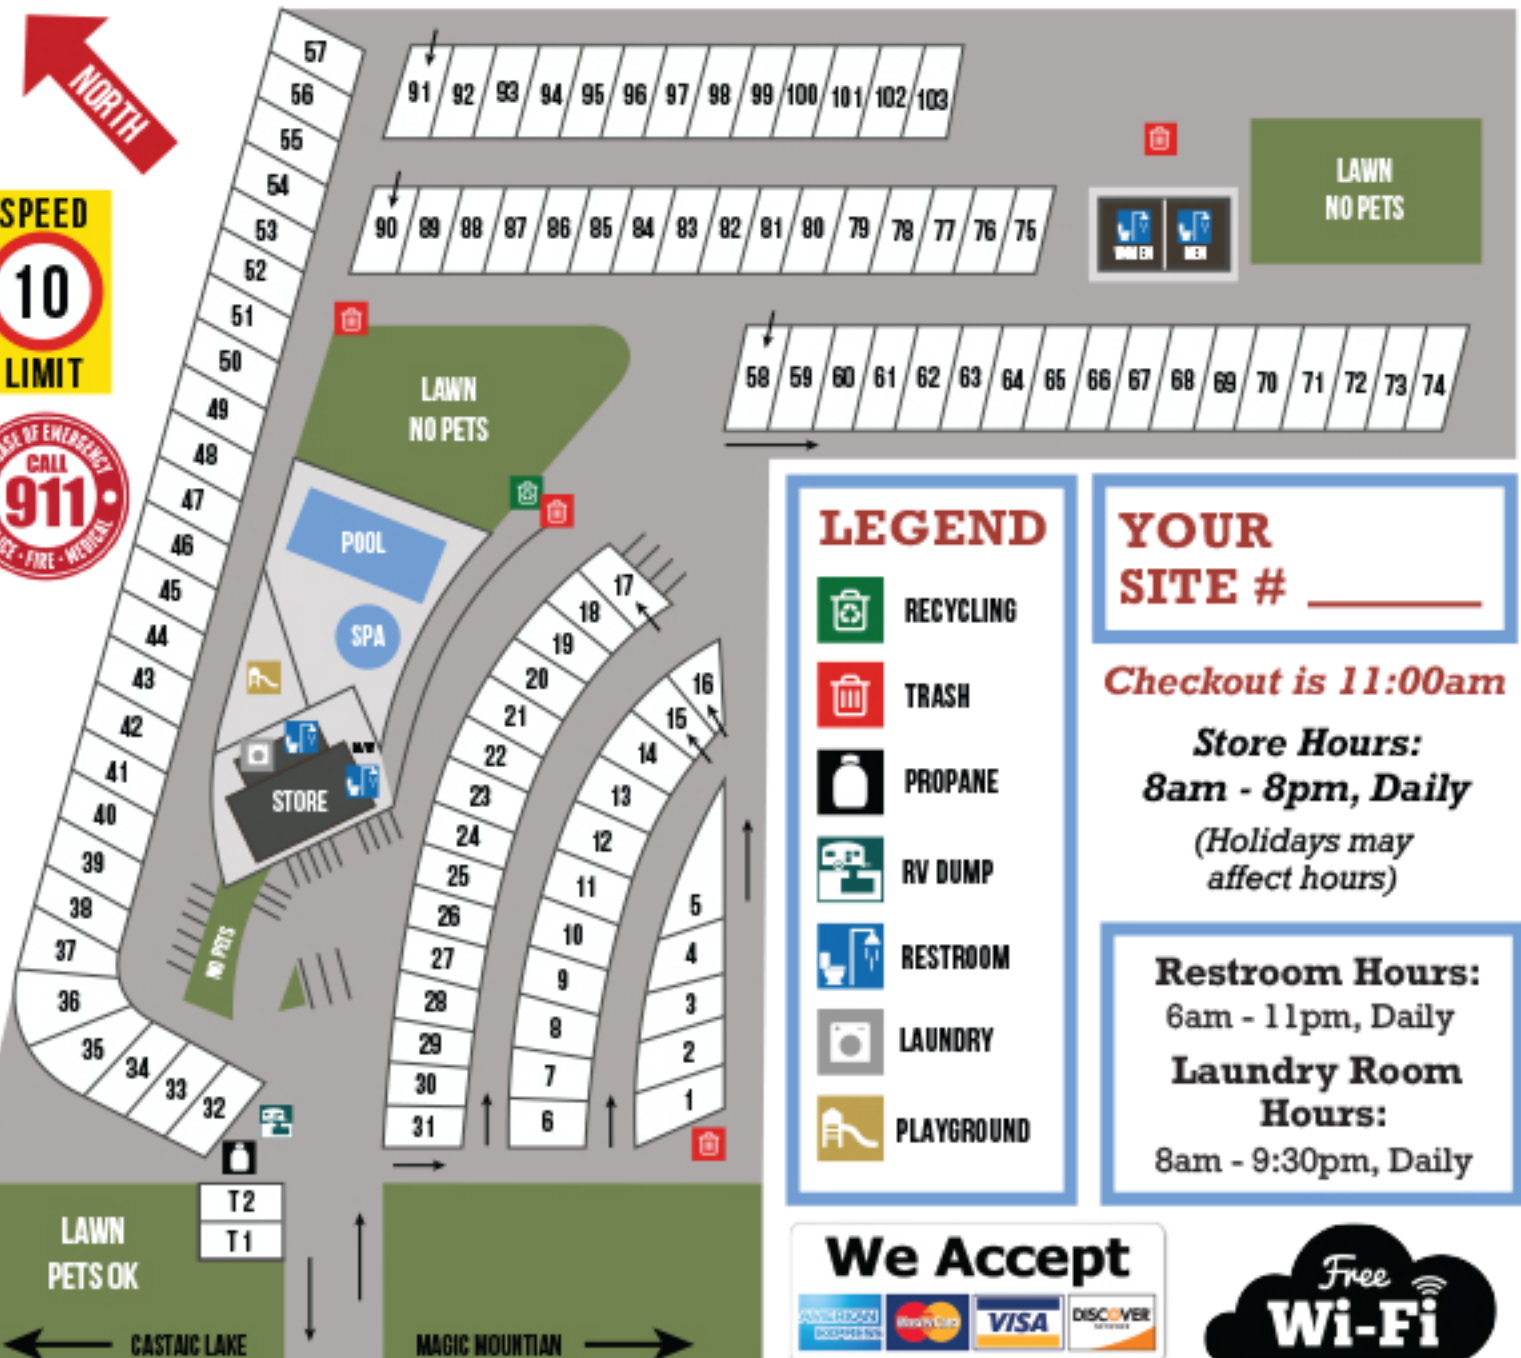 NORTH
SPEED
10
LIMIT
CALL
911
57
56
55
54
53
52
51
50
49
48
47
46
45
44
43
42
41
40
39
38
37
36
35
34
33
32
91 92 93 94 95 96 97 98 99 100 101 102 103
90 89 88 87 86 85 84 83 82 81 80 79 78 77 76 75
WOMEN MEN
LAWN
NO PETS
58 59 60 61 62 63 64 65 66 67 68 69 70 71 72 73 74
LAWN
NO PETS
POOL
SPA
STORE
NO PETS
17
18
19
20
21
22
23
24
25
26
27
28
29
30
31
16
15
14
13
12
11
10
9
8
7
6
5
4
3
2
1
T2
T1
LAWN
PETS OK
CASTAIC LAKE
MAGIC MOUNTIAN
LEGEND
RECYCLING
TRASH
PROPANE
RV DUMP
RESTROOM
LAUNDRY
PLAYGROUND
YOUR
SITE #
Checkout is 11:00am
Store Hours:
8am - 8pm, Daily
(Holidays may
affect hours)
Restroom Hours:
6am - 11pm, Daily
Laundry Room
Hours:
8am - 9:30pm, Daily
We Accept
AMERICAN
EXPRESS
MasterCard
VISA
DISCOVER
Free
Wi-Fi